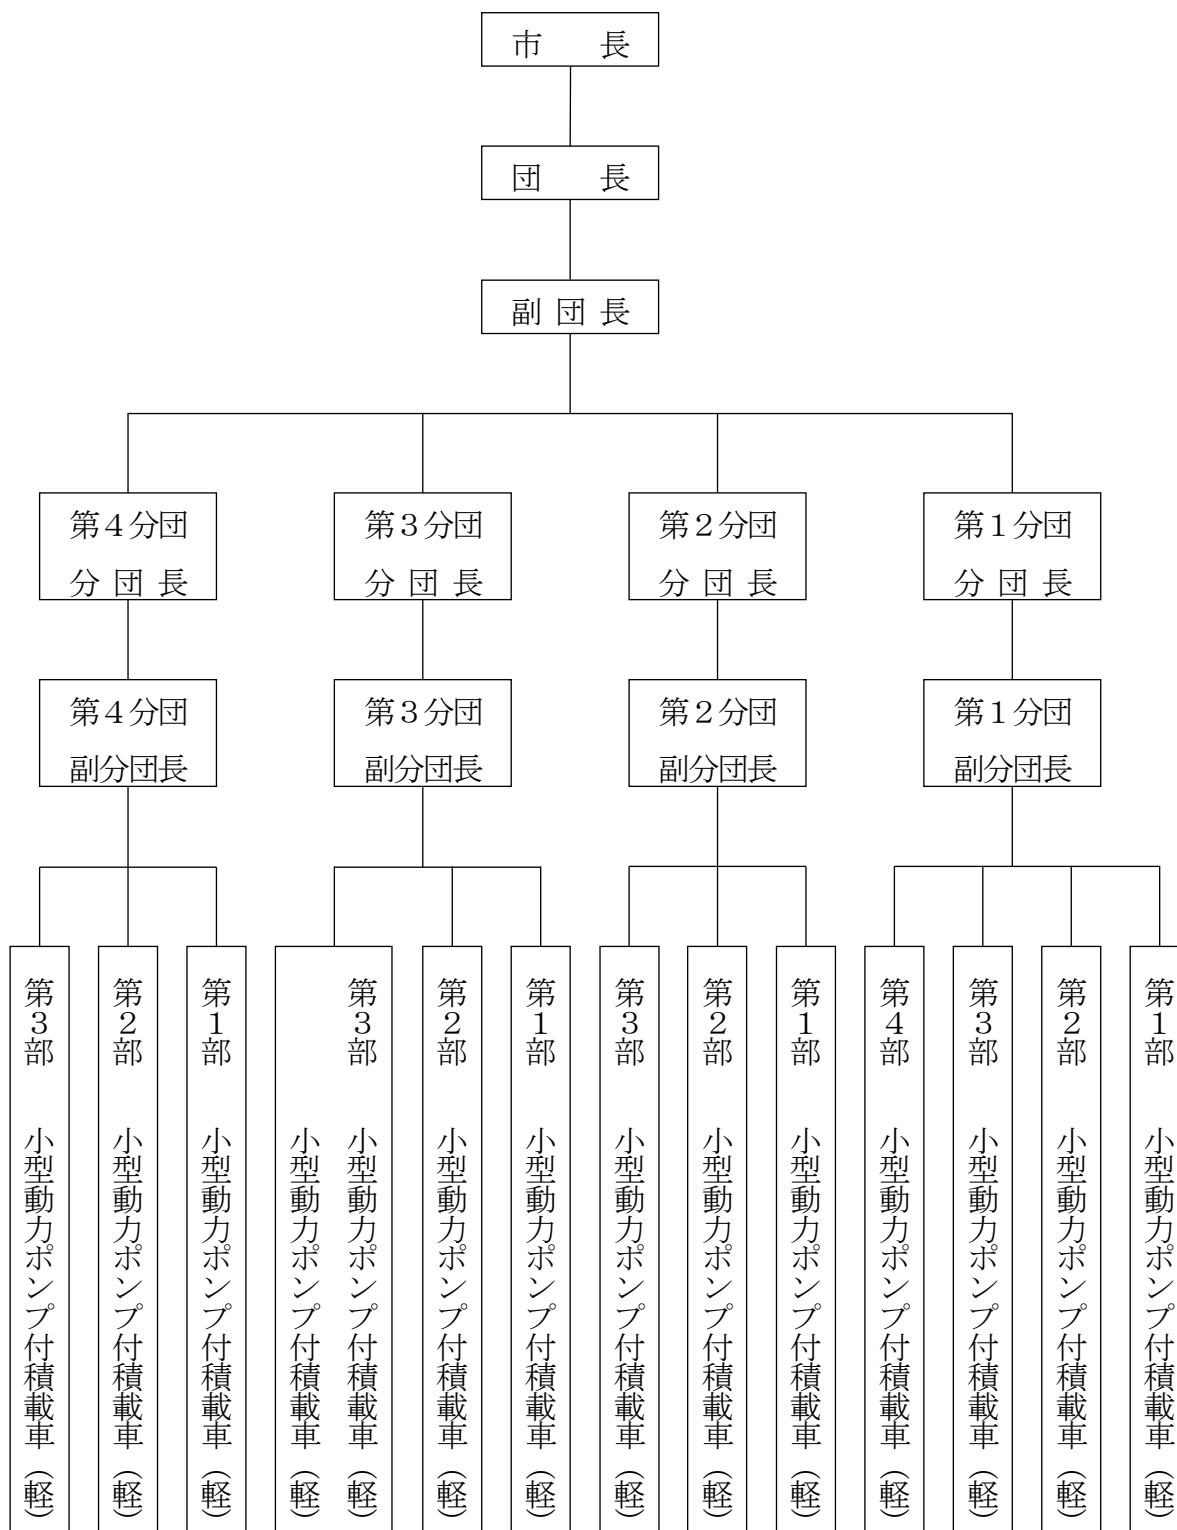 市　長
団　長
副団長
第１分団
分団長
第２分団
分団長
第３分団
分団長
第４分団
分団長
第１分団
副分団長
第２分団
副分団長
第３分団
副分団長
第４分団
副分団長
第１部　小型動力ポンプ付積載車（軽）
第２部　小型動力ポンプ付積載車（軽）
第３部　小型動力ポンプ付積載車（軽）
第４部　小型動力ポンプ付積載車（軽）
第１部　小型動力ポンプ付積載車（軽）
第２部　小型動力ポンプ付積載車（軽）
第３部　小型動力ポンプ付積載車（軽）
第１部　小型動力ポンプ付積載車（軽）
第２部　小型動力ポンプ付積載車（軽）
第３部　小型動力ポンプ付積載車（軽）
小型動力ポンプ付積載車（軽）
第１部　小型動力ポンプ付積載車（軽）
第２部　小型動力ポンプ付積載車（軽）
第３部　小型動力ポンプ付積載車（軽）